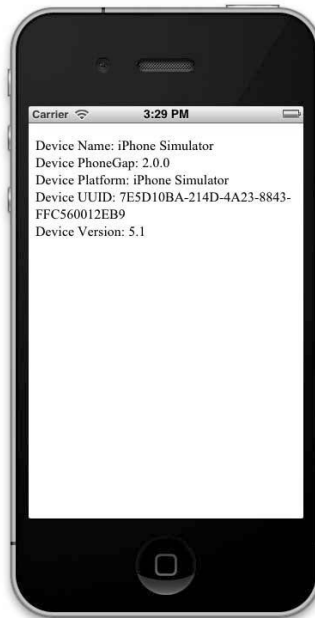 Carrier 3:29 PM
Device Name: iPhone Simulator
Device PhoneGap: 2.0.0
Device Platform: iPhone Simulator
Device UUID: 7E5D10BA-214D-4A23-8843-
FFC560012EB9
Device Version: 5.1